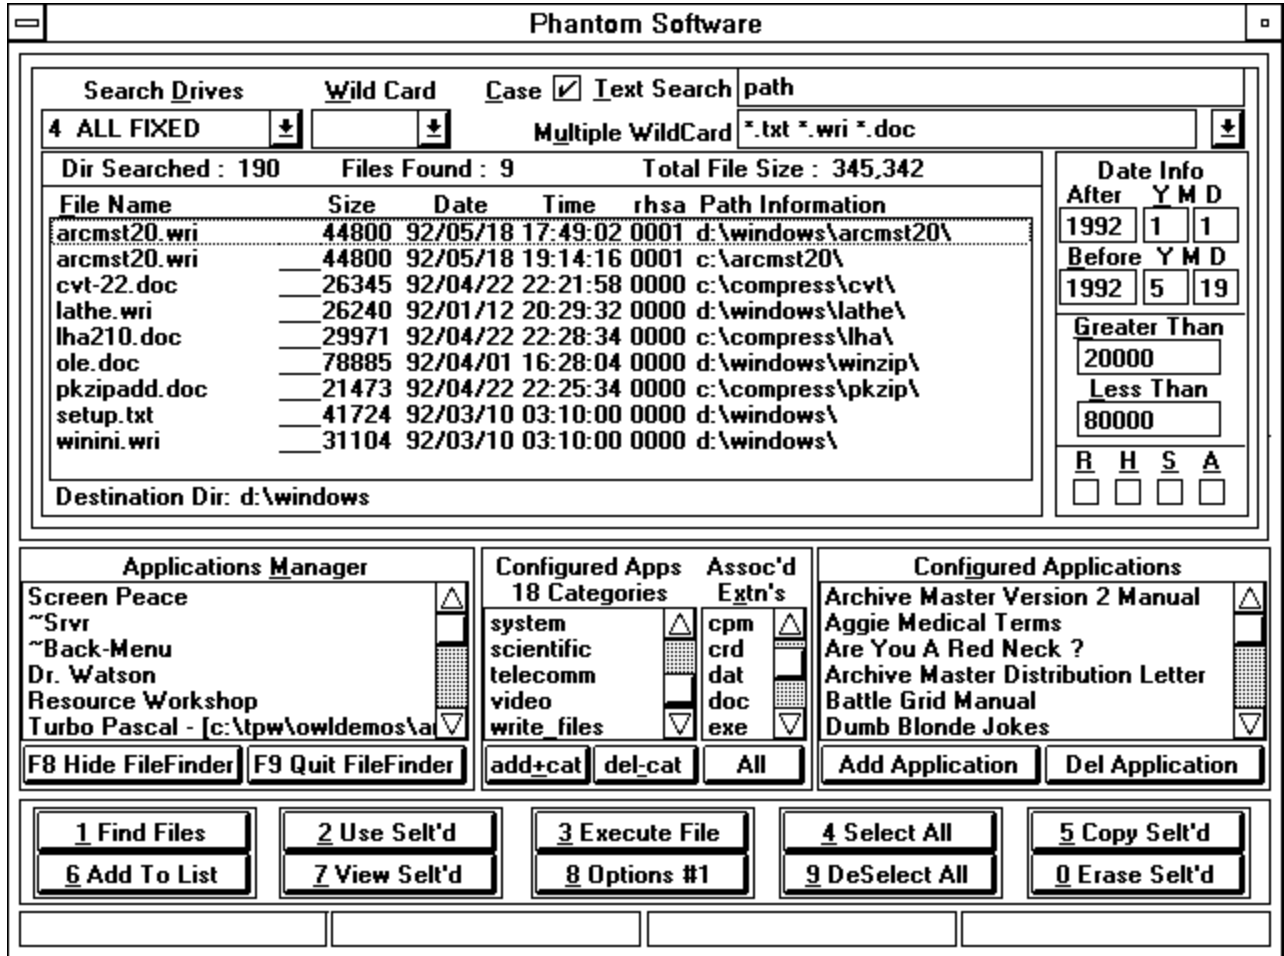 Phantom Software
Search Drives Wild Card Case Text Search path
4 ALL FIXED Multiple WildCard *.txt *.wri *.doc
Dir Searched : 190 Files Found : 9 Total File Size : 345,342
File Name Size Date Time rhsa Path Information
arcmst20.wri 44800 92/05/18 17:49:02 0001 d:\windows\arcmst20\
arcmst20.wri ___44800 92/05/18 19:14:16 0001 c:\arcmst20\
cvt-22.doc ___26345 92/04/22 22:21:58 0000 c:\compress\cvt\
lathe.wri ___26240 92/01/12 20:29:32 0000 d:\windows\lathe\
lha210.doc ___29971 92/04/22 22:28:34 0000 c:\compress\lha\
ole.doc ___78885 92/04/01 16:28:04 0000 d:\windows\winzip\
pkzipadd.doc ___21473 92/04/22 22:25:34 0000 c:\compress\pkzip\
setup.txt ___41724 92/03/10 03:10:00 0000 d:\windows\
winini.wri ___31104 92/03/10 03:10:00 0000 d:\windows\
Destination Dir: d:\windows
Date Info
After Y M D
1992 1 1
Before Y M D
1992 5 19
Greater Than
20000
Less Than
80000
R H S A
Applications Manager
Screen Peace
~Srvr
~Back-Menu
Dr. Watson
Resource Workshop
Turbo Pascal - [c:\tpw\owldemos\a
F8 Hide FileFinder F9 Quit FileFinder
Configured Apps
18 Categories
system
scientific
telecomm
video
write_files
add+cat del-cat
Assoc'd
Extn's
cpm
crd
dat
doc
exe
All
Configured Applications
Archive Master Version 2 Manual
Aggie Medical Terms
Are You A Red Neck ?
Archive Master Distribution Letter
Battle Grid Manual
Dumb Blonde Jokes
Add Application Del Application
1 Find Files 2 Use Selt'd 3 Execute File 4 Select All 5 Copy Selt'd
6 Add To List 7 View Selt'd 8 Options #1 9 DeSelect All 0 Erase Selt'd